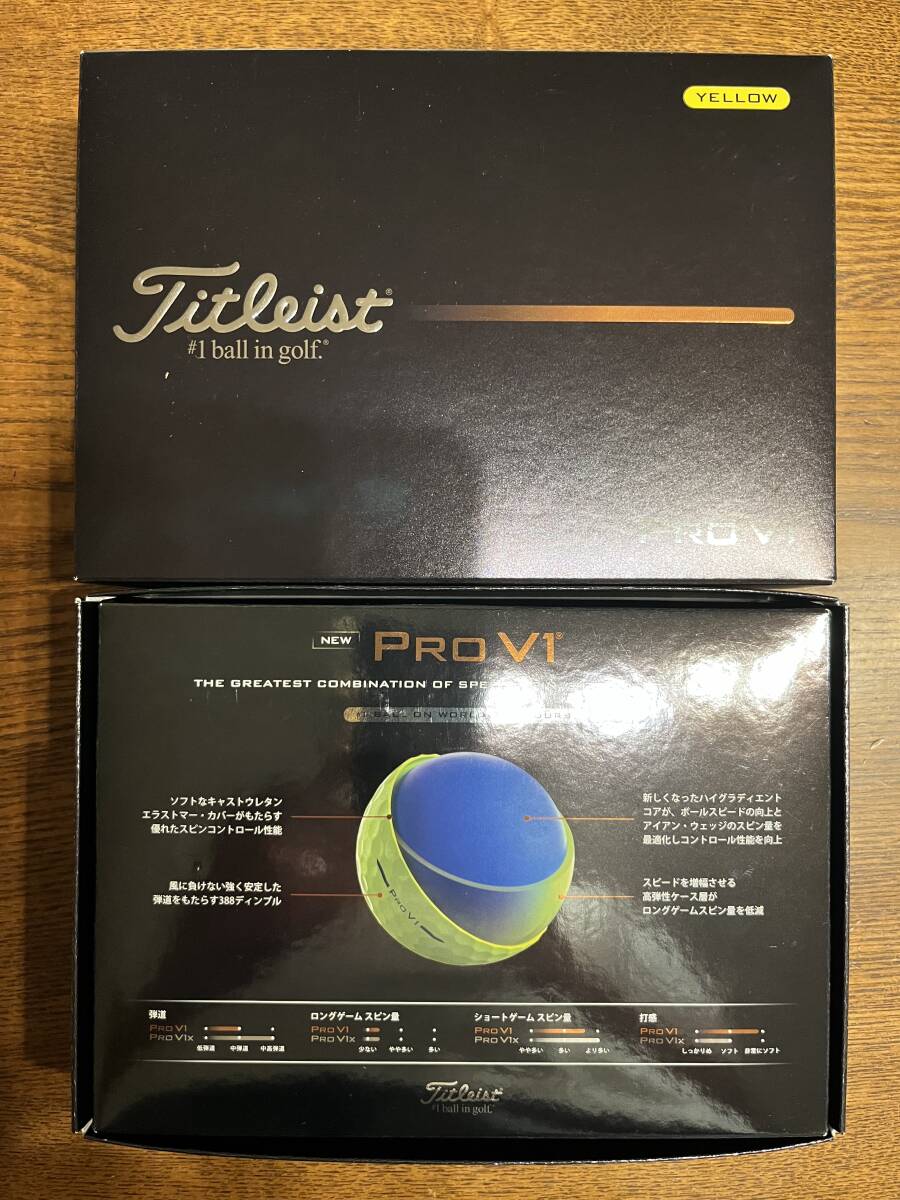 YELLOW
Titleist®
#1 ball in golf.®
PRO V1
NEW
PRO V1®
THE GREATEST COMBINATION OF
#1 BALL ON
ソフトなキャストウレタン
エラストマー・カバーがもたらす
優れたスピンコントロール性能
風に負けない強く安定した
弾道をもたらす388ディンプル
新しくなったハイグラディエント
コアが、ボールスピードの向上と
アイアン・ウェッジのスピン量を
最適化しコントロール性能を向上
スピードを増幅させる
高弾性ケース層が
ロングゲームスピン量を低減
PRO V1
弾道
PRO V1
PRO V1x
低弾道 中弾道 中高弾道
ロングゲーム スピン量
PRO V1
PRO V1x
少ない やや多い 多い
ショートゲーム スピン量
PRO V1
PRO V1x
やや多い 多い より多い
打感
PRO V1
PRO V1x
しっかりめ ソフト 非常にソフト
Titleist®
#1 ball in golf.®